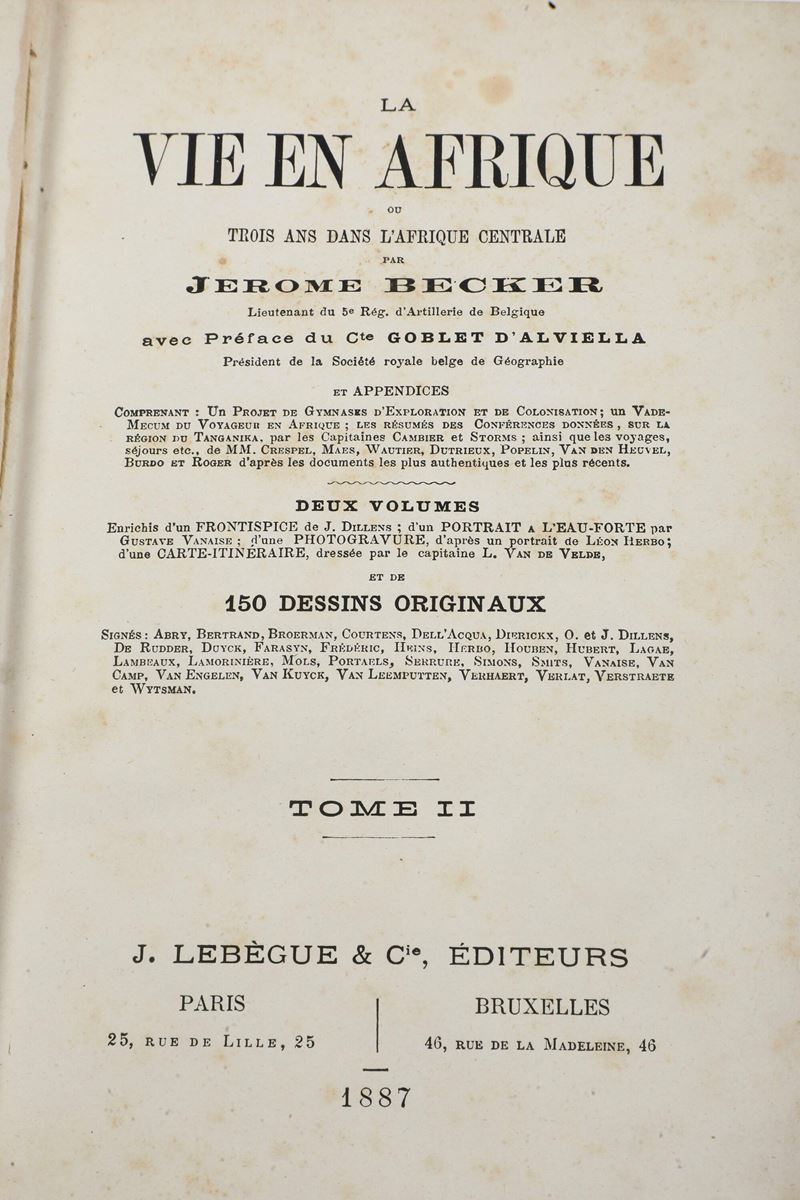 LA
VIE EN AFRIQUE
OU
TROIS ANS DANS L'AFRIQUE CENTRALE
PAR
JEROME BECKER
Lieutenant du 5e Rég. d'Artillerie de Belgique
avec Préface du Cte GOBLET D'ALVIELLA
Président de la Société royale belge de Géographie
ET APPENDICES
COMPRENANT : UN PROJET DE GYMNASES D'EXPLORATION ET DE COLONISATION; UN VADE-
MECUM DU VOYAGEUR EN AFRIQUE ; LES RÉSUMÉS DES CONFÉRENCES DONNÉES, SUR LA
RÉGION DU TANGANIKA, par les Capitaines CAMBIER et STORMS ; ainsi que les voyages,
séjours etc., de MM. CRESPEL, MAES, WAUTIER, DUTRIEUX, POPELIN, VAN DEN HEUVEL,
BURDO ET ROGER d'après les documents les plus authentiques et les plus récents.
DEUX VOLUMES
Enrichis d'un FRONTISPICE de J. DILLENS ; d'un PORTRAIT A L'EAU-FORTE par
GUSTAVE VANAISE ; d'une PHOTOGRAVURE, d'après un portrait de LÉON HERBO;
d'une CARTE-ITINÉRAIRE, dressée par le capitaine L. VAN DE VELDE,
ET DE
150 DESSINS ORIGINAUX
SIGNÉS : ABRY, BERTRAND, BROERMAN, COURTENS, DELL'ACQUA, DIERICKX, O. et J. DILLENS,
DE RUDDER, DUYCK, FARASYN, FRÉDÉRIC, HEINS, HERBO, HOUBEN, HUBERT, LAGAE,
LAMBEAUX, LAMORINIÈRE, MOLS, PORTAELS, SERRURE, SIMONS, SMITS, VANAISE, VAN
CAMP, VAN ENGELEN, VAN KUYCK, VAN LEEMPUTTEN, VERHAERT, VERLAT, VERSTRAETE
et WYTSMAN.
TOME II
J. LEBÈGUE & Cie, ÉDITEURS
PARIS
25, RUE DE LILLE, 25
BRUXELLES
46, RUE DE LA MADELEINE, 46
1887